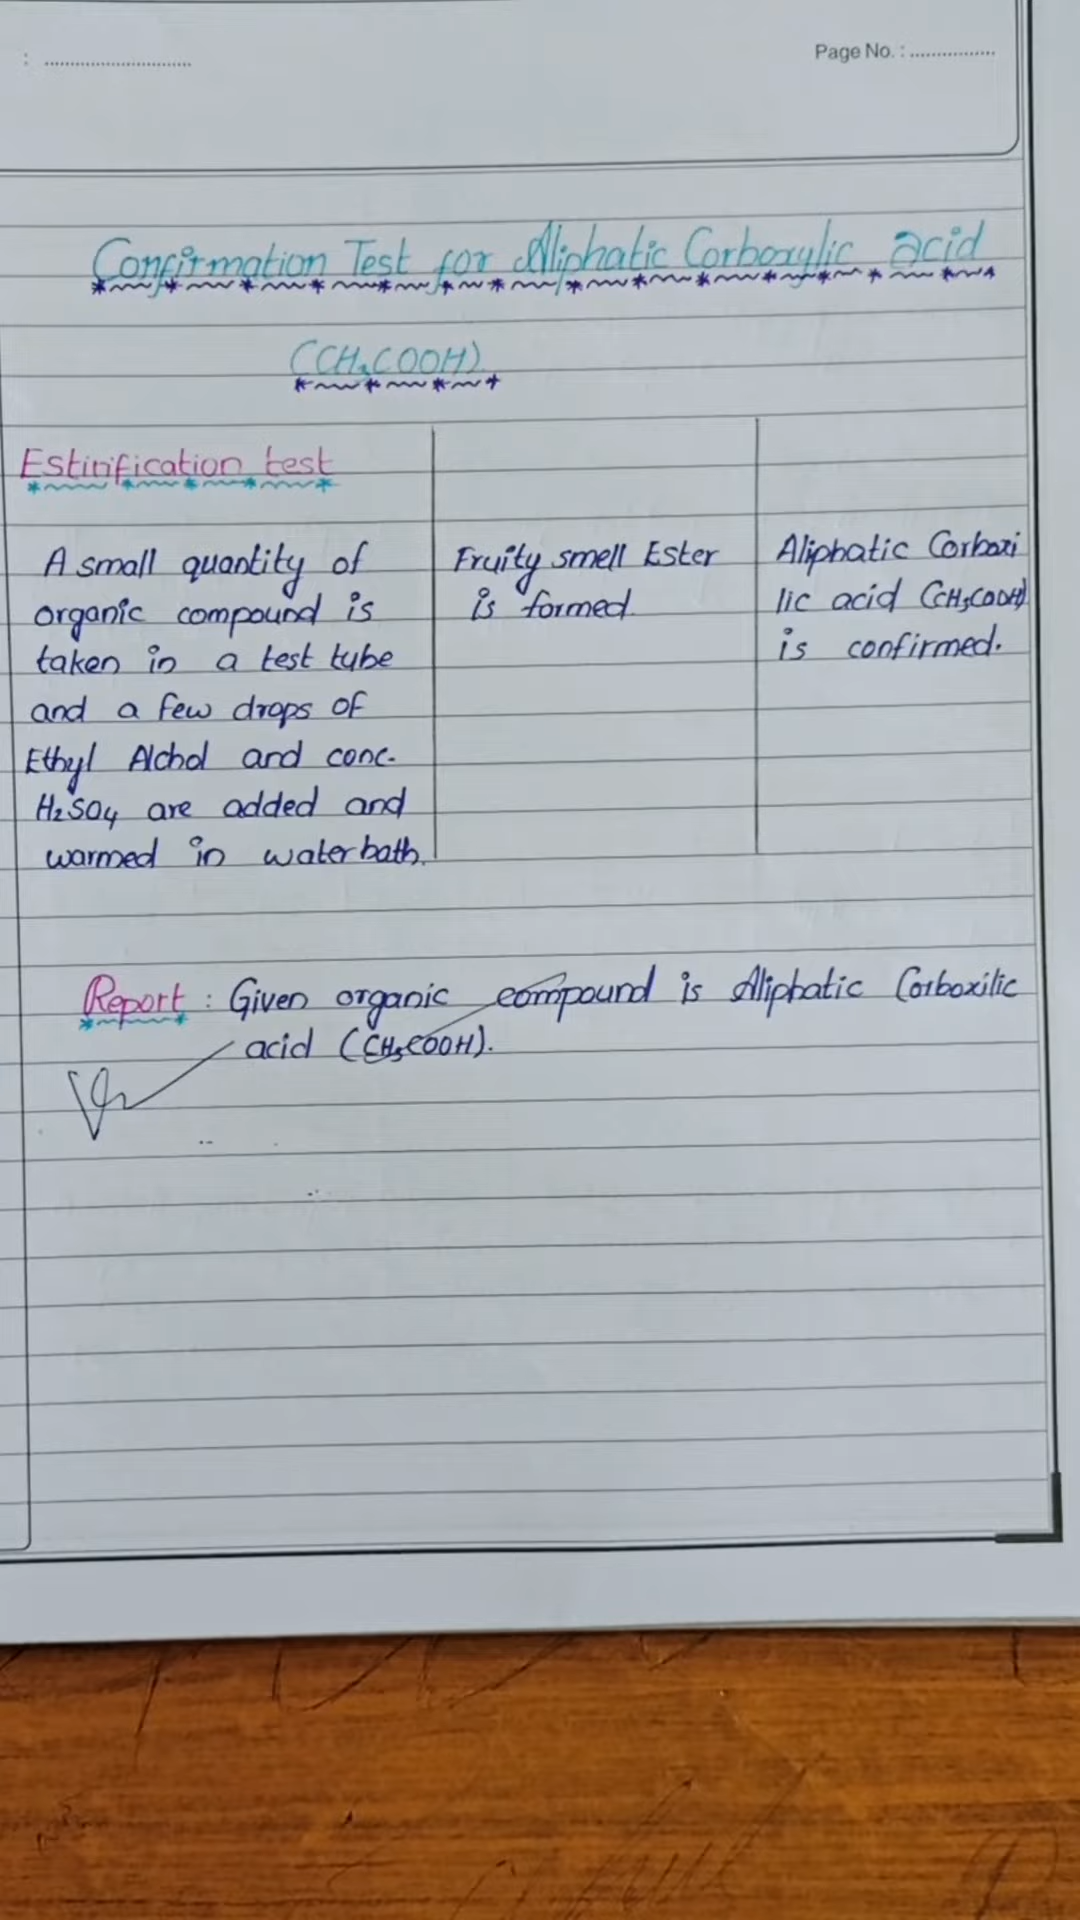 : ..............................
Page No. : ..................
Confirmation Test for Aliphatic Corboxylic acid
(CH3COOH)
Estirification test
A small quantity of
organic compound is
taken in a test tube
and a few drops of
Ethyl Alchol and conc.
H2SO4 are added and
warmed in waterbath.
Fruity smell Ester
is formed
Aliphatic Corboxi
lic acid (CH3COOH)
is confirmed.
Report : Given organic compound is Aliphatic Corboxilic
acid (CH3COOH).